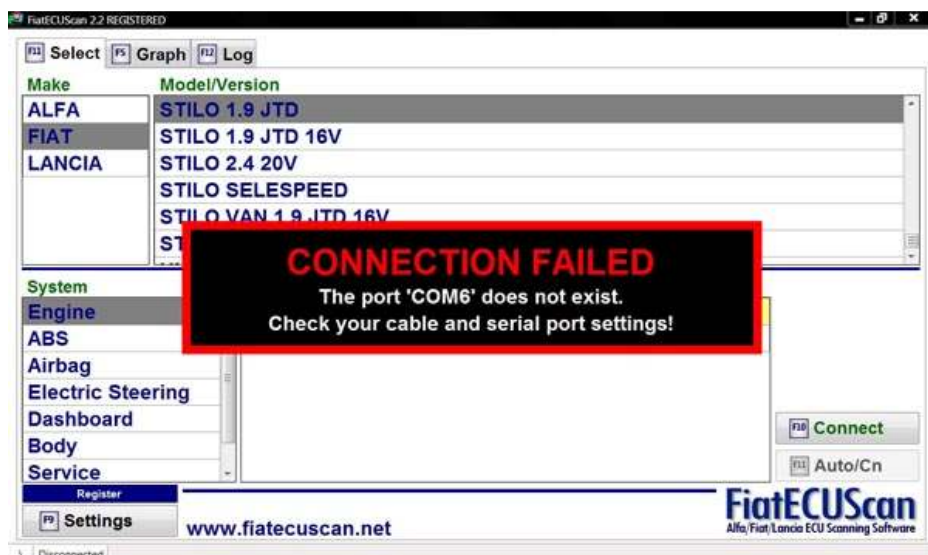 FiatECUScan 2.2 REGISTERED
F11 Select F5 Graph F12 Log
Make Model/Version
ALFA STILO 1.9 JTD
FIAT STILO 1.9 JTD 16V
LANCIA STILO 2.4 20V
STILO SELESPEED
STILO VAN 1.9 JTD 16V
ST
CONNECTION FAILED
The port 'COM6' does not exist.
Check your cable and serial port settings!
System
Engine
ABS
Airbag
Electric Steering
Dashboard
Body
Service
F10 Connect
Auto/Cn
Register
F9 Settings
www.fiatecuscan.net
FiatECUScan
Alfa/Fiat/Lancia ECU Scanning Software
Disconnected